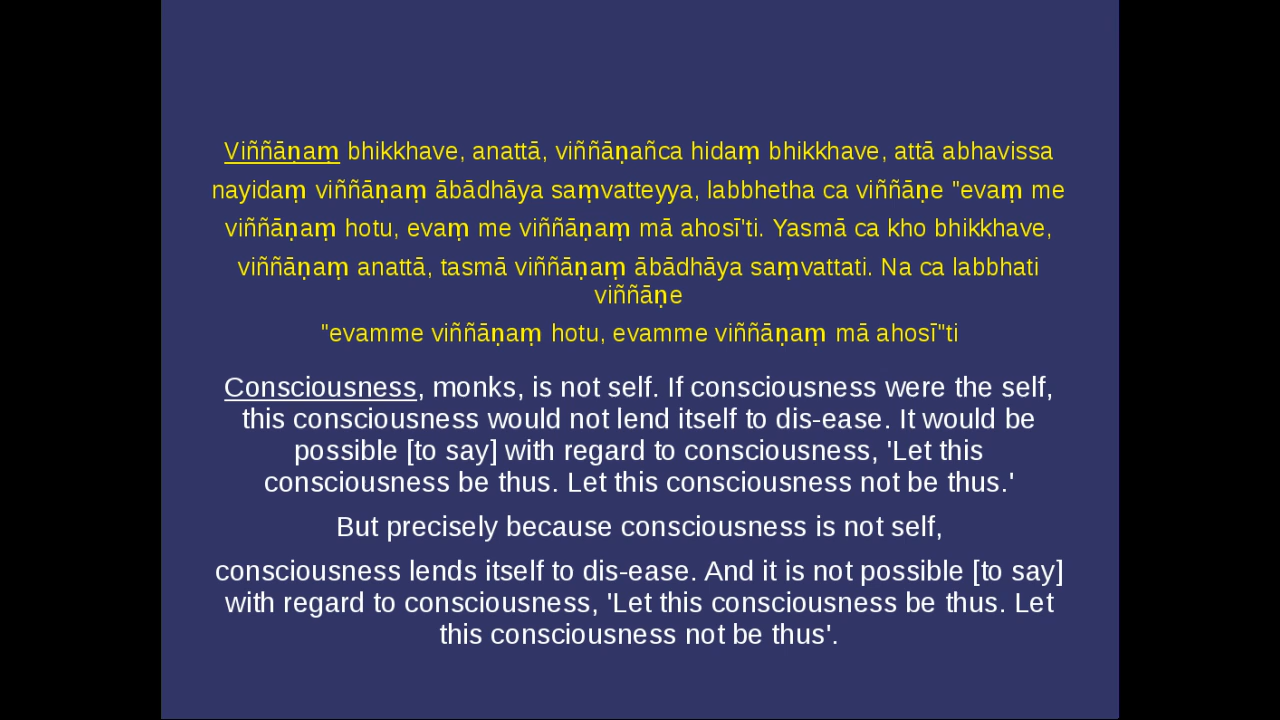 Viññāṇaṃ bhikkhave, anattā, viññāṇañca hidaṃ bhikkhave, attā abhavissa
nayidaṃ viññāṇaṃ ābādhāya saṃvatteyya, labbhetha ca viññāṇe "evaṃ me
viññāṇaṃ hotu, evaṃ me viññāṇaṃ mā ahosī'ti. Yasmā ca kho bhikkhave,
viññāṇaṃ anattā, tasmā viññāṇaṃ ābādhāya saṃvattati. Na ca labbhati
viññāṇe
"evamme viññāṇaṃ hotu, evamme viññāṇaṃ mā ahosī"ti
Consciousness, monks, is not self. If consciousness were the self,
this consciousness would not lend itself to dis-ease. It would be
possible [to say] with regard to consciousness, 'Let this
consciousness be thus. Let this consciousness not be thus.'
But precisely because consciousness is not self,
consciousness lends itself to dis-ease. And it is not possible [to say]
with regard to consciousness, 'Let this consciousness be thus. Let
this consciousness not be thus'.